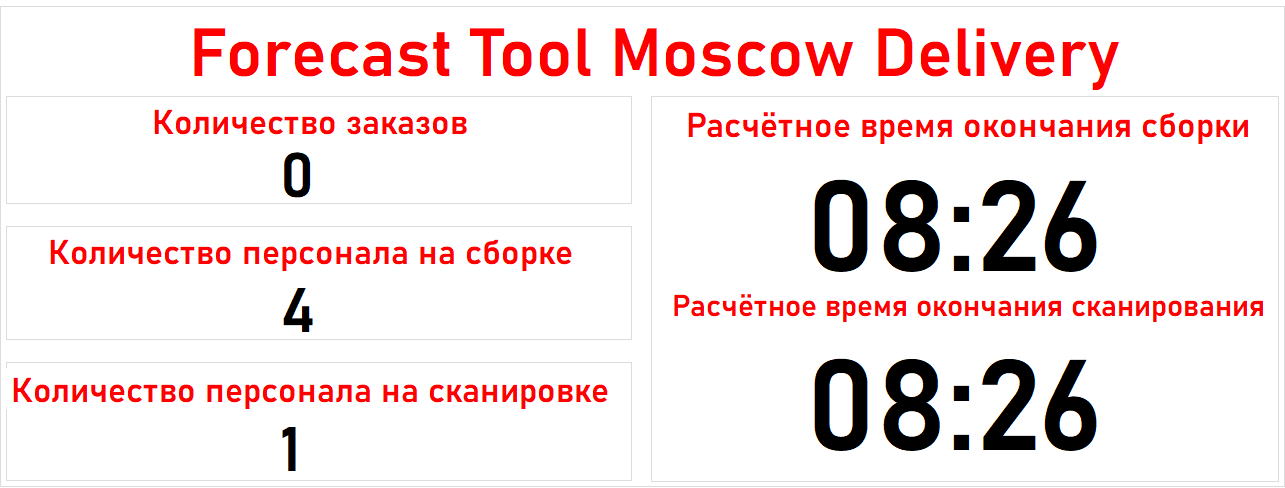 Forecast Tool Moscow Delivery
Количество заказов
0
Количество персонала на сборке
4
Количество персонала на сканировке
1
Расчётное время окончания сборки
08:26
Расчётное время окончания сканирования
08:26